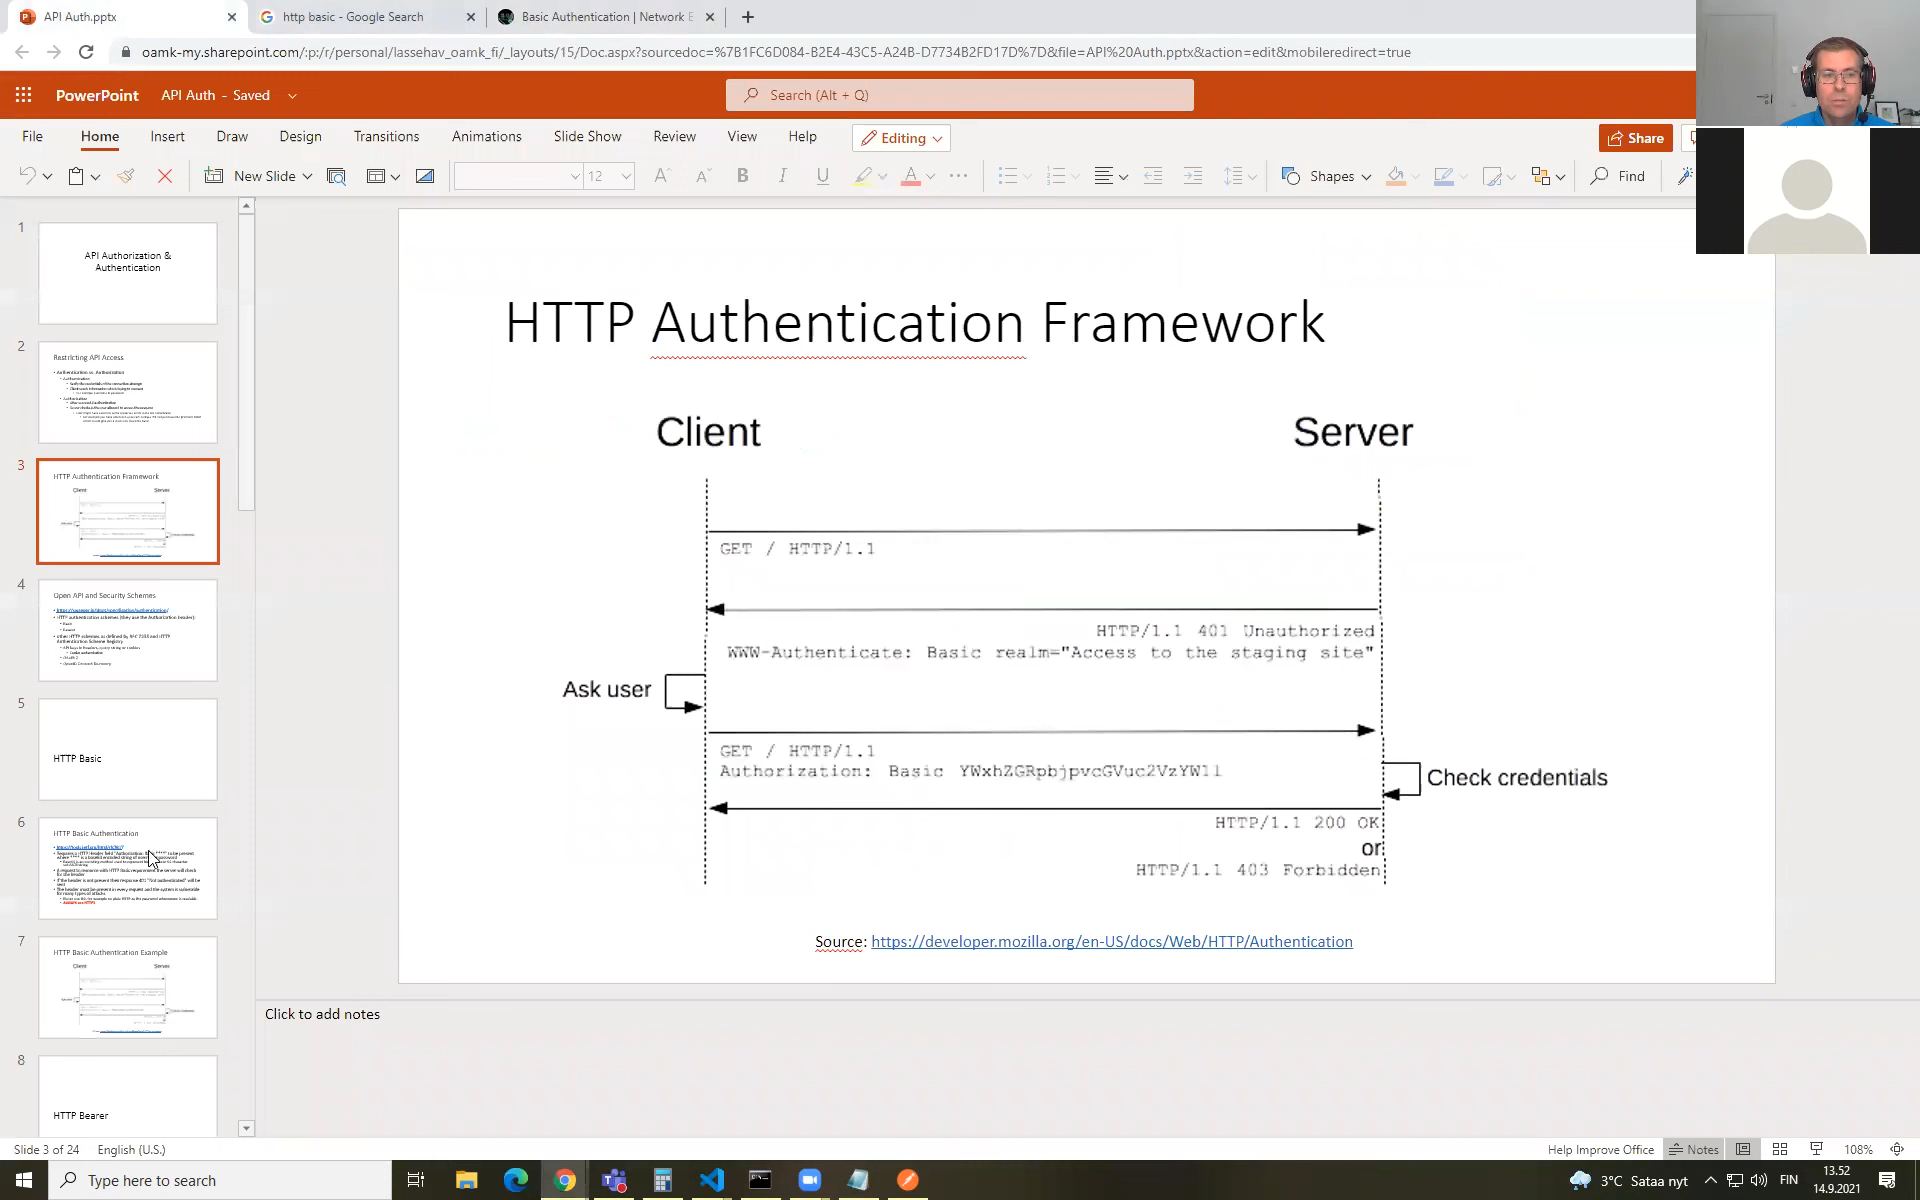 API Auth.pptx
http basic - Google Search
Basic Authentication | Network E
oamk-my.sharepoint.com/:p:/r/personal/lassehav_oamk_fi/_layouts/15/Doc.aspx?sourcedoc=%7B1FC6D084-B2E4-43C5-A24B-D7734B2FD17D%7D&file=API%20Auth.pptx&action=edit&mobileredirect=true
PowerPoint
API Auth - Saved
Search (Alt + Q)
File
Home
Insert
Draw
Design
Transitions
Animations
Slide Show
Review
View
Help
Editing
Share
New Slide
12
B
I
U
A
Shapes
Find
1
API Authorization &
Authentication
2
Restricting API Access
3
HTTP Authentication Framework
Client
Server
4
Open API and Security Schemes
5
HTTP Basic
6
HTTP Basic Authentication
7
HTTP Basic Authentication Example
Client
Server
8
HTTP Bearer
HTTP Authentication Framework
Client
Server
GET / HTTP/1.1
HTTP/1.1 401 Unauthorized
WWW-Authenticate: Basic realm="Access to the staging site"
Ask user
GET / HTTP/1.1
Authorization: Basic YWxhZGRpbjpvcGVuc2VzYW1l
Check credentials
HTTP/1.1 200 OK
or
HTTP/1.1 403 Forbidden
Source: https://developer.mozilla.org/en-US/docs/Web/HTTP/Authentication
Click to add notes
Slide 3 of 24
English (U.S.)
Help Improve Office
Notes
108%
Type here to search
3°C Sataa nyt
FIN
13.52
14.9.2021